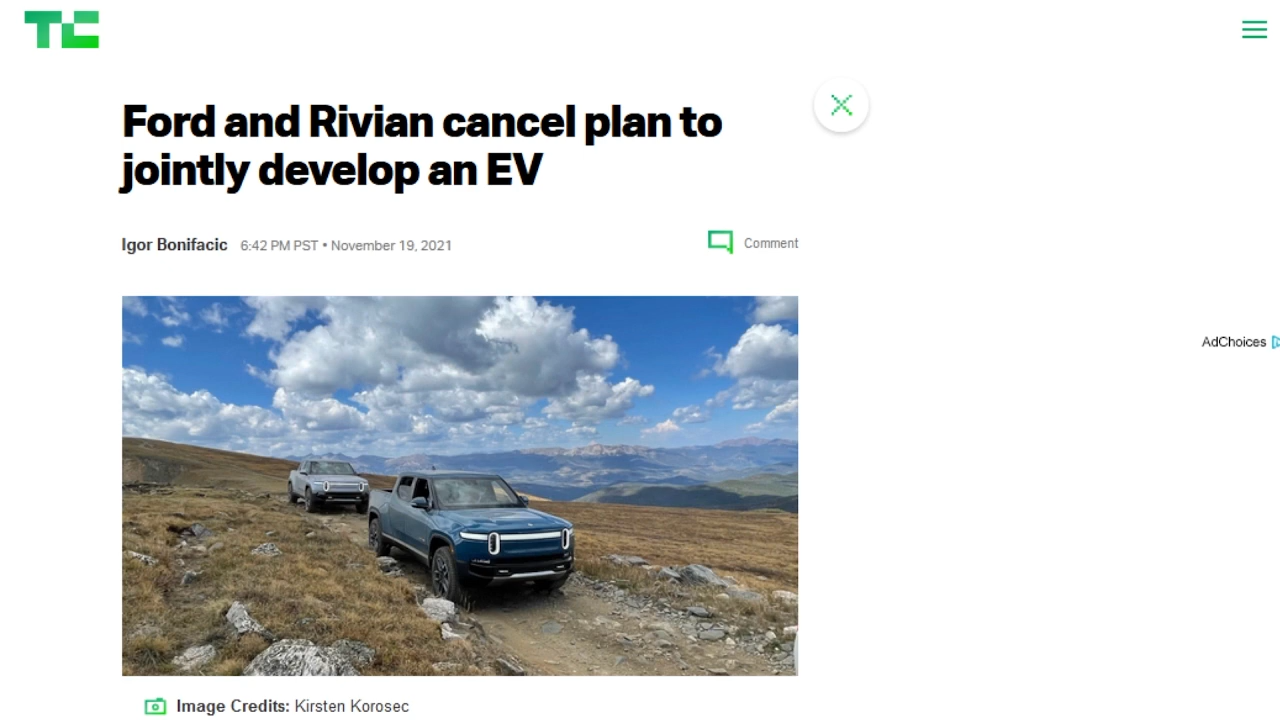 TC
Ford and Rivian cancel plan to
jointly develop an EV
Igor Bonifacic 6:42 PM PST • November 19, 2021
Comment
AdChoices
Image Credits: Kirsten Korosec